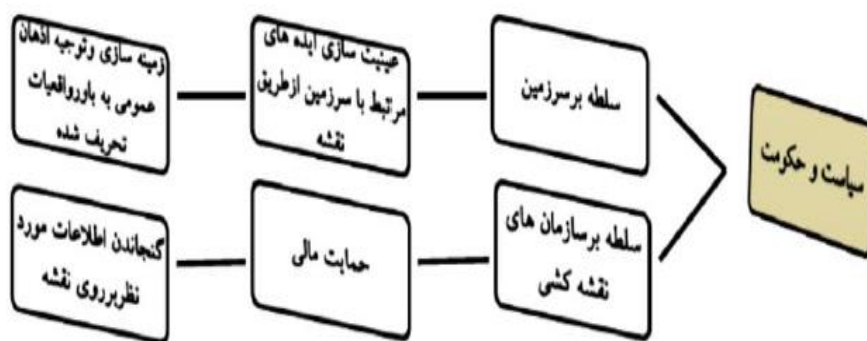 سیاست و حکومت
سلطه برسرزمین
عینیت سازی ایده های
مرتبط با سرزمین ازطریق
نقشه
زمینه سازی وتوجیه اذهان
عمومی به باورواقعیات
تحریف شده
سلطه برسازمان های
نقشه کشی
حمایت مالی
گنجاندن اطلاعات مورد
نظربرروی نقشه